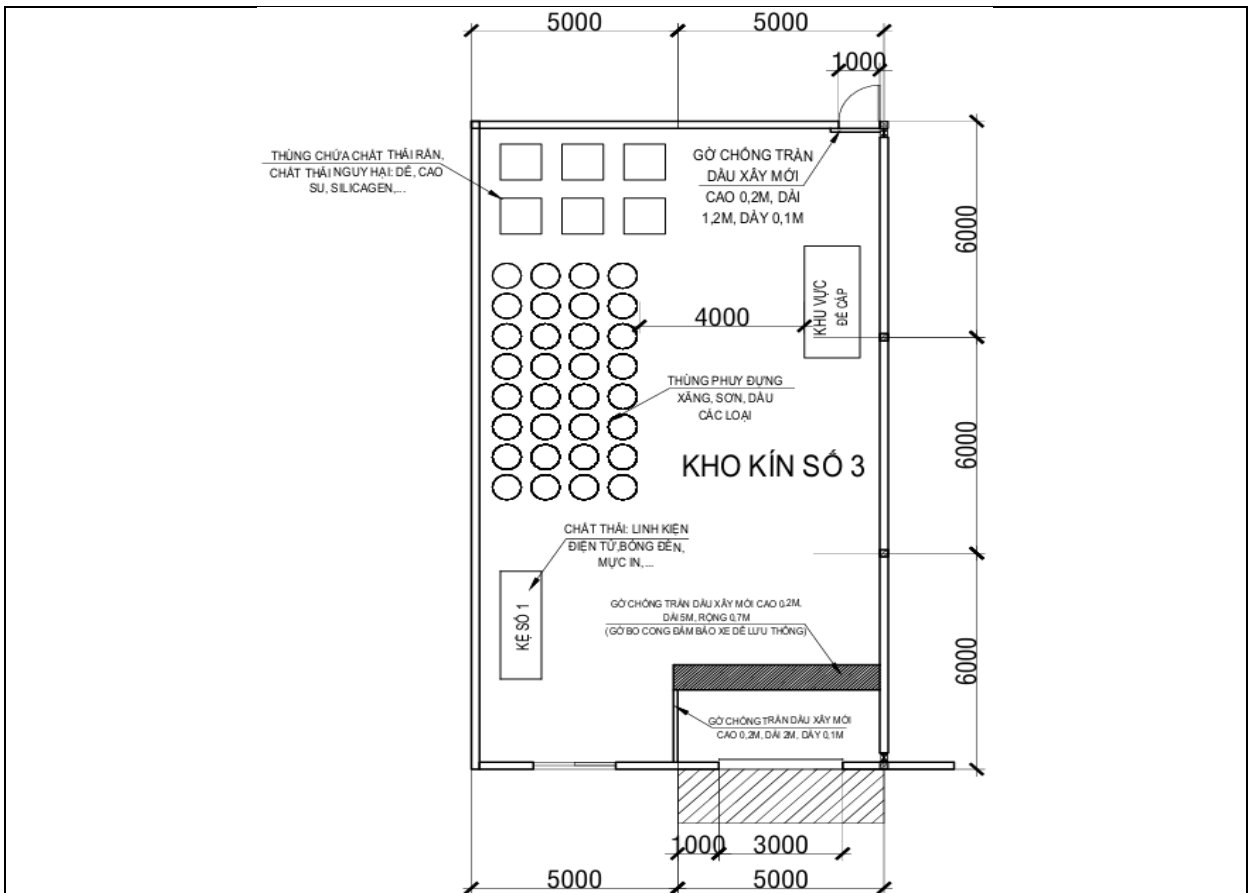 5000
5000
1000
THÙNG CHỨA CHẤT THẢI RẮN,
CHẤT THẢI NGUY HẠI: DẺ, CAO
SU, SILICAGEN,...
GỜ CHỐNG TRÀN
DẦU XÂY MỚI
CAO 0,2M, DÀI
1,2M, DÀY 0,1M
6000
KHU VỰC
ĐỂ CÁP
4000
THÙNG PHUY ĐỰNG
XĂNG, SƠN, DẦU
CÁC LOẠI
6000
KHO KÍN SỐ 3
CHẤT THẢI: LINH KIỆN
ĐIỆN TỬ,BÓNG ĐÈN,
MỰC IN,...
KỆ SỐ 1
GỜ CHỐNG TRÀN DẦU XÂY MỚI CAO 0,2M,
DÀI 5M, RỘNG 0,7M
(GỜ BO CONG ĐẢM BẢO XE DỄ LƯU THÔNG)
6000
GỜ CHỐNG TRÀN DẦU XÂY MỚI
CAO 0,2M, DÀI 2M, DÀY 0,1M
1000
3000
5000
5000